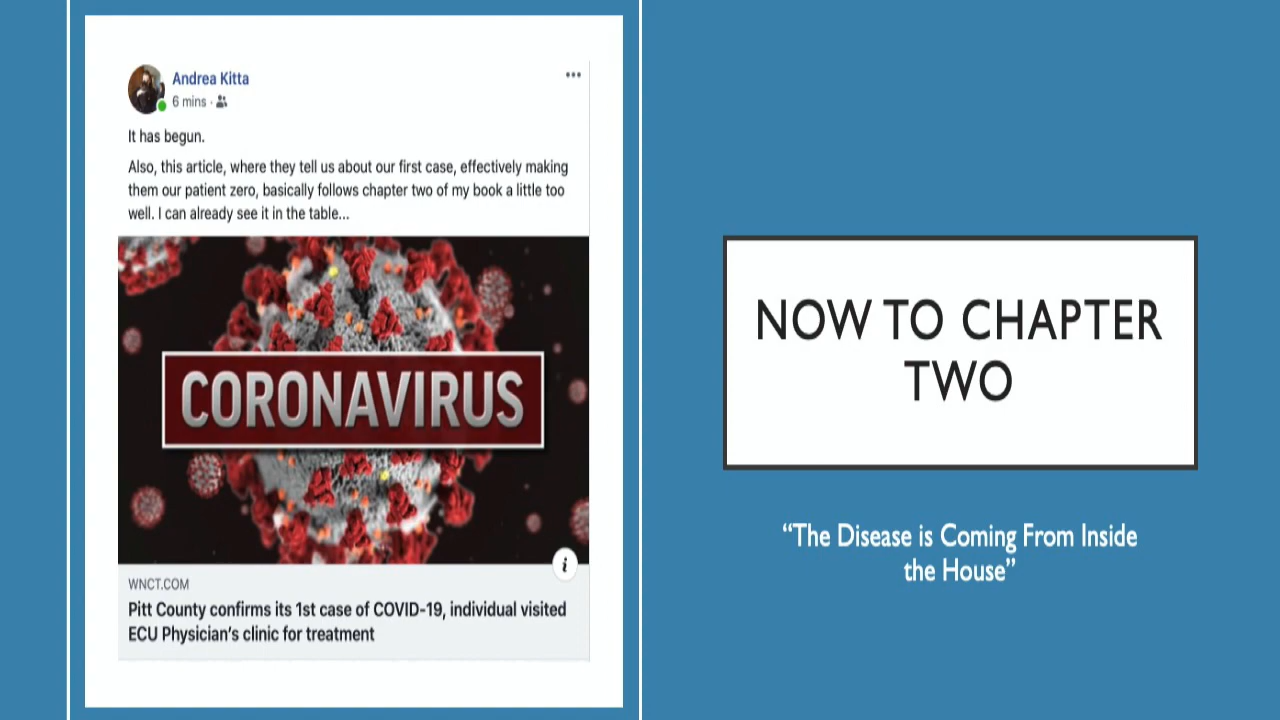 Andrea Kitta
6 mins ·
It has begun.
Also, this article, where they tell us about our first case, effectively making
them our patient zero, basically follows chapter two of my book a little too
well. I can already see it in the table...
CORONAVIRUS
i
WNCT.COM
Pitt County confirms its 1st case of COVID-19, individual visited
ECU Physician's clinic for treatment
NOW TO CHAPTER
TWO
“The Disease is Coming From Inside
the House”